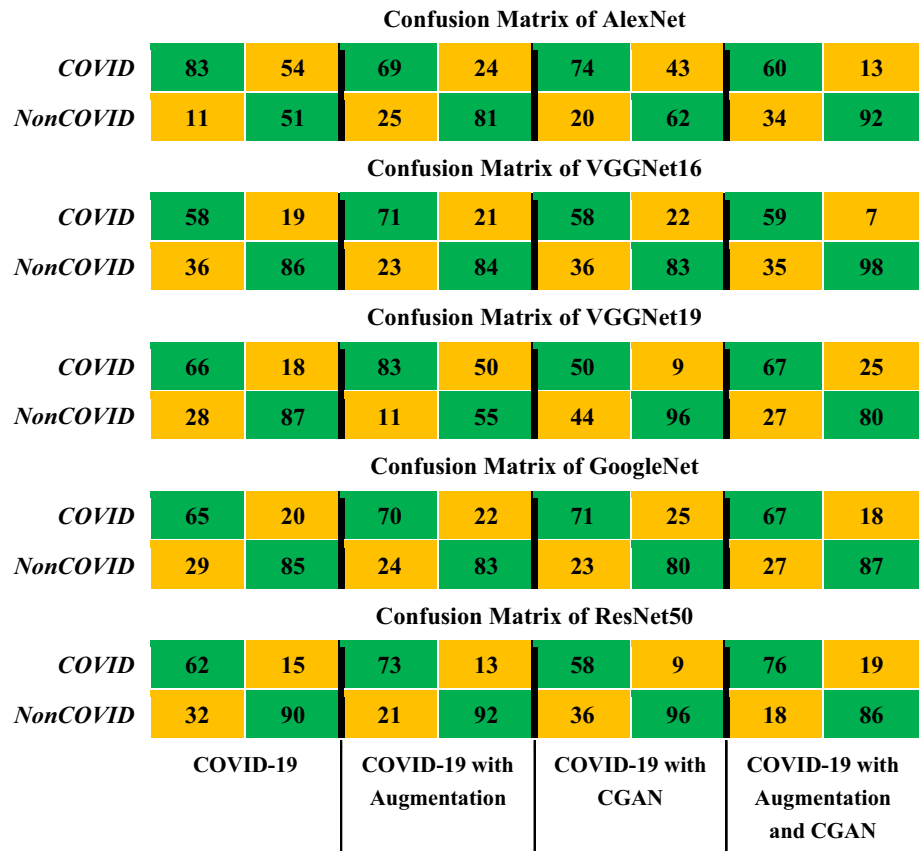 Confusion Matrix of AlexNet
COVID 83 54 69 24 74 43 60 13
NonCOVID 11 51 25 81 20 62 34 92
Confusion Matrix of VGGNet16
COVID 58 19 71 21 58 22 59 7
NonCOVID 36 86 23 84 36 83 35 98
Confusion Matrix of VGGNet19
COVID 66 18 83 50 50 9 67 25
NonCOVID 28 87 11 55 44 96 27 80
Confusion Matrix of GoogleNet
COVID 65 20 70 22 71 25 67 18
NonCOVID 29 85 24 83 23 80 27 87
Confusion Matrix of ResNet50
COVID 62 15 73 13 58 9 76 19
NonCOVID 32 90 21 92 36 96 18 86
COVID-19
COVID-19 with
Augmentation
COVID-19 with
CGAN
COVID-19 with
Augmentation
and CGAN